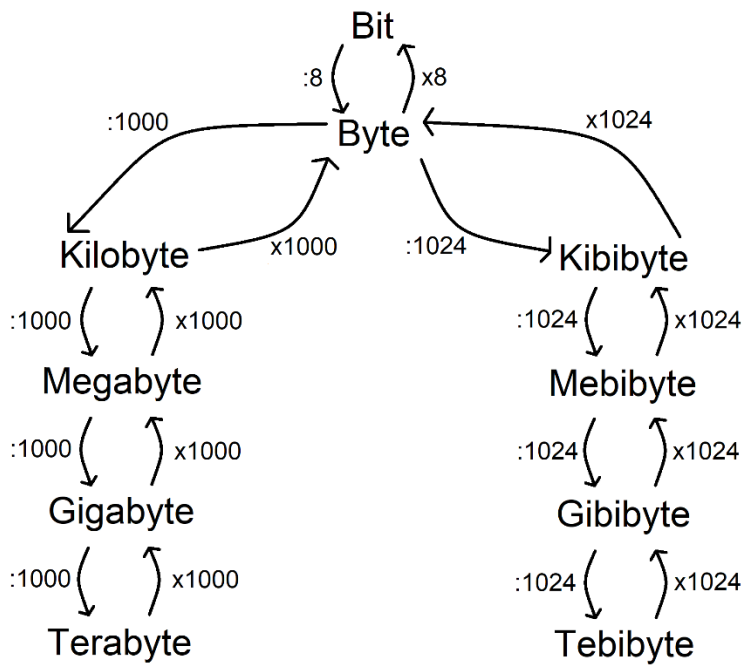 Bit
:8
x8
:1000
Byte
x1024
Kilobyte
x1000
:1024
Kibibyte
:1000
x1000
:1024
x1024
Megabyte
Mebibyte
:1000
x1000
:1024
x1024
Gigabyte
Gibibyte
:1000
x1000
:1024
x1024
Terabyte
Tebibyte